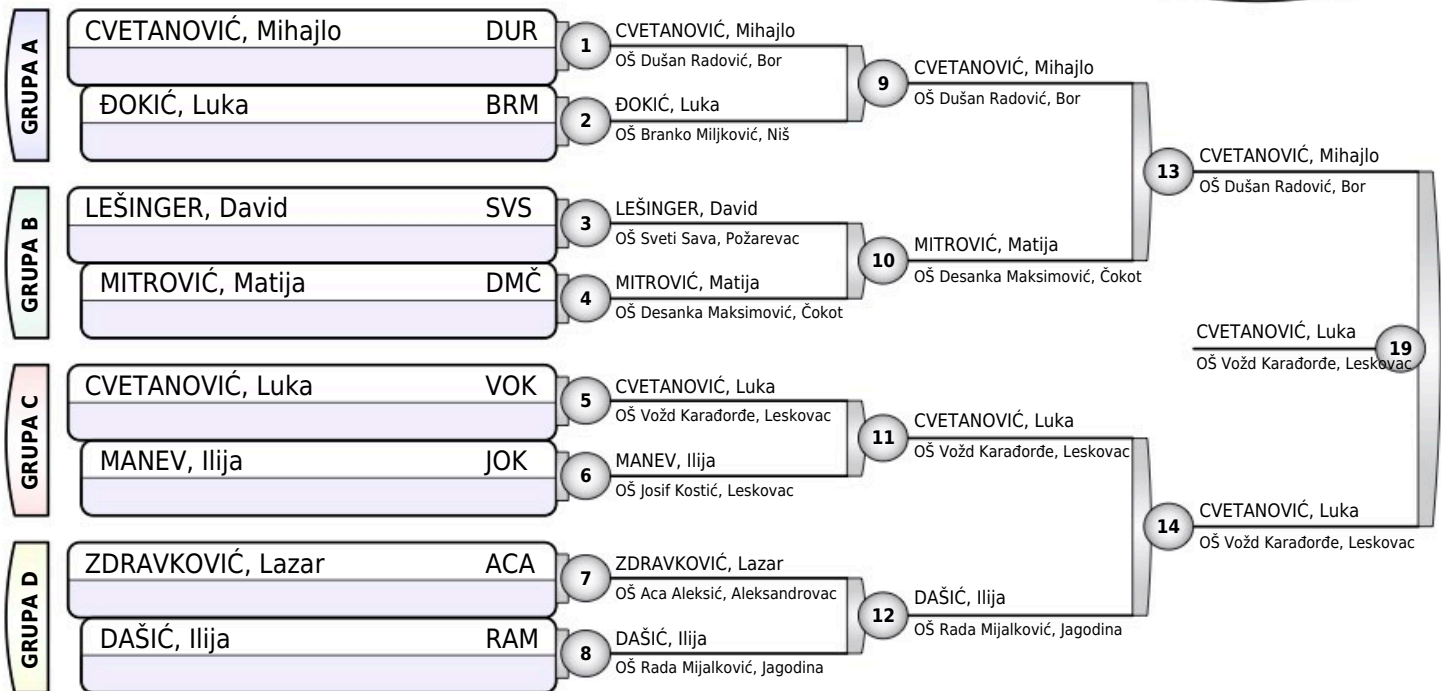 GRUPA A
CVETANOVIĆ, Mihajlo DUR
ĐOKIĆ, Luka BRM
GRUPA B
LEŠINGER, David SVS
MITROVIĆ, Matija DMČ
GRUPA C
CVETANOVIĆ, Luka VOK
MANEV, Ilija JOK
GRUPA D
ZDRAVKOVIĆ, Lazar ACA
DAŠIĆ, Ilija RAM
1
CVETANOVIĆ, Mihajlo
OŠ Dušan Radović, Bor
2
ĐOKIĆ, Luka
OŠ Branko Miljković, Niš
3
LEŠINGER, David
OŠ Sveti Sava, Požarevac
4
MITROVIĆ, Matija
OŠ Desanka Maksimović, Čokot
5
CVETANOVIĆ, Luka
OŠ Vožd Karađorđe, Leskovac
6
MANEV, Ilija
OŠ Josif Kostić, Leskovac
7
ZDRAVKOVIĆ, Lazar
OŠ Aca Aleksić, Aleksandrovac
8
DAŠIĆ, Ilija
OŠ Rada Mijalković, Jagodina
9
CVETANOVIĆ, Mihajlo
OŠ Dušan Radović, Bor
10
MITROVIĆ, Matija
OŠ Desanka Maksimović, Čokot
11
CVETANOVIĆ, Luka
OŠ Vožd Karađorđe, Leskovac
12
DAŠIĆ, Ilija
OŠ Rada Mijalković, Jagodina
13
CVETANOVIĆ, Mihajlo
OŠ Dušan Radović, Bor
14
CVETANOVIĆ, Luka
OŠ Vožd Karađorđe, Leskovac
CVETANOVIĆ, Luka
19
OŠ Vožd Karađorđe, Leskovac